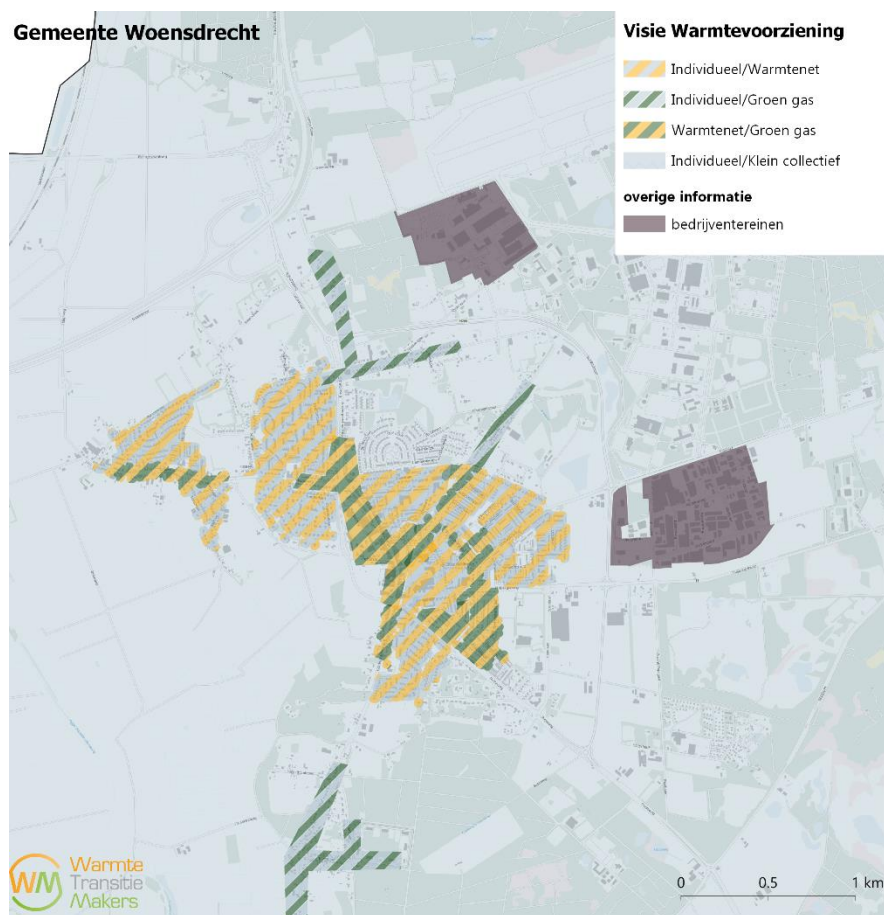 Gemeente Woensdrecht
Visie Warmtevoorziening
Individueel/Warmtenet
Individueel/Groen gas
Warmtenet/Groen gas
Individueel/Klein collectief
overige informatie
bedrijventereinen
WM
Warmte
Transitie
Makers
0 0.5 1 km